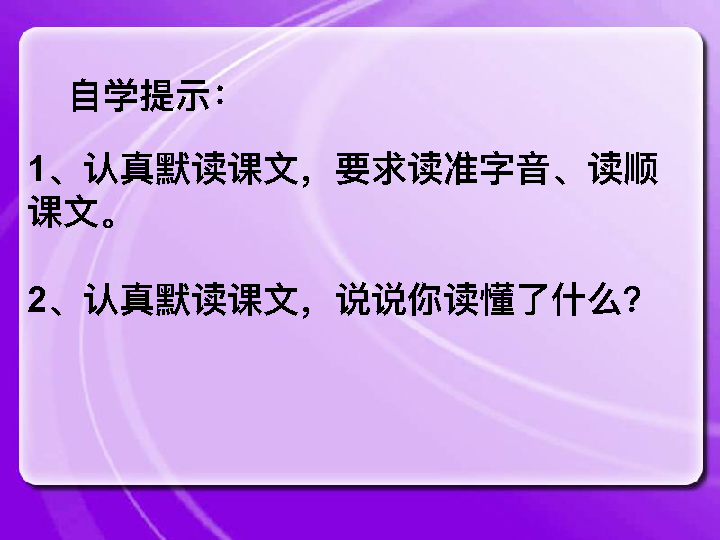 自学提示：
1、认真默读课文，要求读准字音、读顺
课文。
2、认真默读课文，说说你读懂了什么？